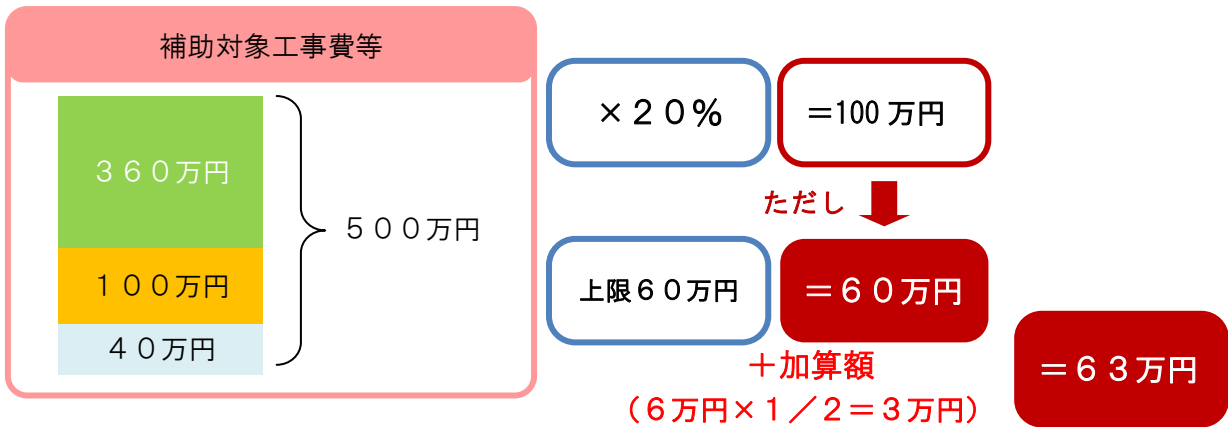 補助対象工事費等
３６０万円
１００万円
４０万円
５００万円
×２０％
＝100 万円
ただし
上限６０万円
＝６０万円
＋加算額
（６万円×１／２＝３万円）
＝６３万円